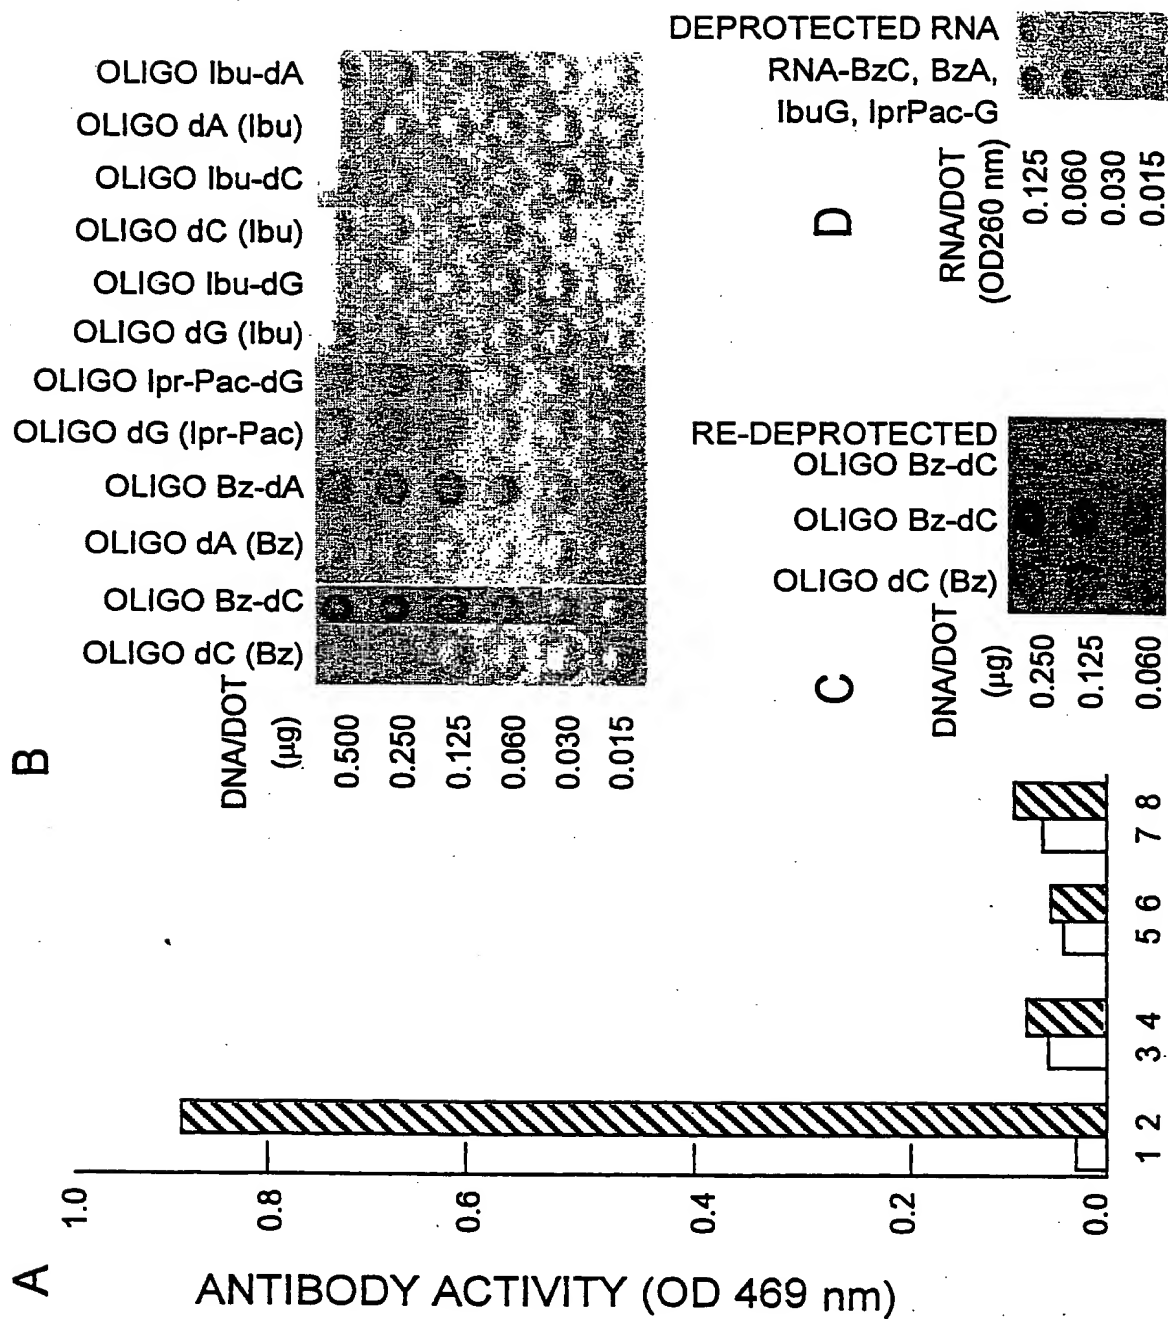 A
ANTIBODY ACTIVITY (OD 469 nm)
1.0
0.8
0.6
0.4
0.2
0.0
1 2 3 4 5 6 7 8
B
DNA/DOT
(µg)
0.500
0.250
0.125
0.060
0.030
0.015
OLIGO Ibu-dA
OLIGO dA (Ibu)
OLIGO Ibu-dC
OLIGO dC (Ibu)
OLIGO Ibu-dG
OLIGO dG (Ibu)
OLIGO Ipr-Pac-dG
OLIGO dG (Ipr-Pac)
OLIGO Bz-dA
OLIGO dA (Bz)
OLIGO Bz-dC
OLIGO dC (Bz)
C
DNA/DOT
(µg)
0.250
0.125
0.060
RE-DEPROTECTED
OLIGO Bz-dC
OLIGO Bz-dC
OLIGO dC (Bz)
D
RNA/DOT
(OD260 nm)
0.125
0.060
0.030
0.015
DEPROTECTED RNA
RNA-BzC, BzA,
IbuG, IprPac-G